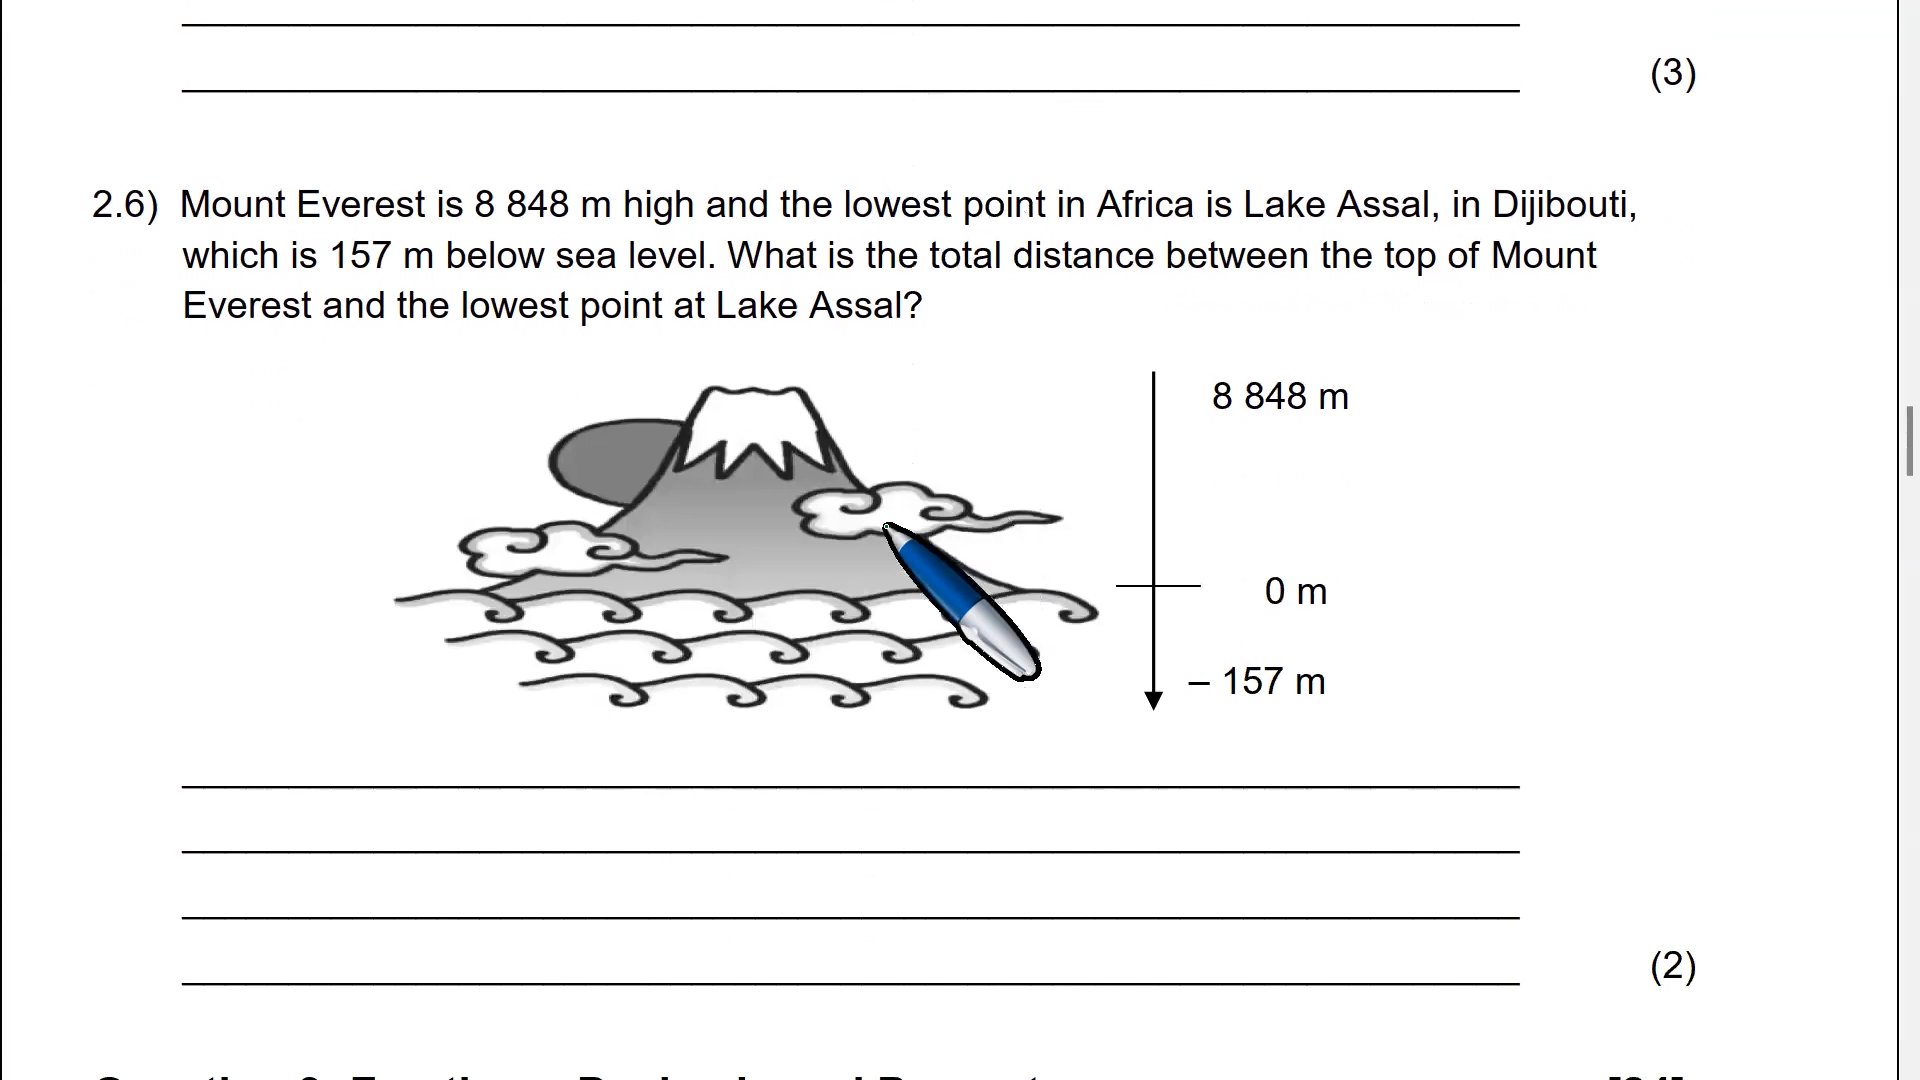 (3)
2.6) Mount Everest is 8 848 m high and the lowest point in Africa is Lake Assal, in Dijibouti,
which is 157 m below sea level. What is the total distance between the top of Mount
Everest and the lowest point at Lake Assal?
8 848 m
0 m
– 157 m
(2)